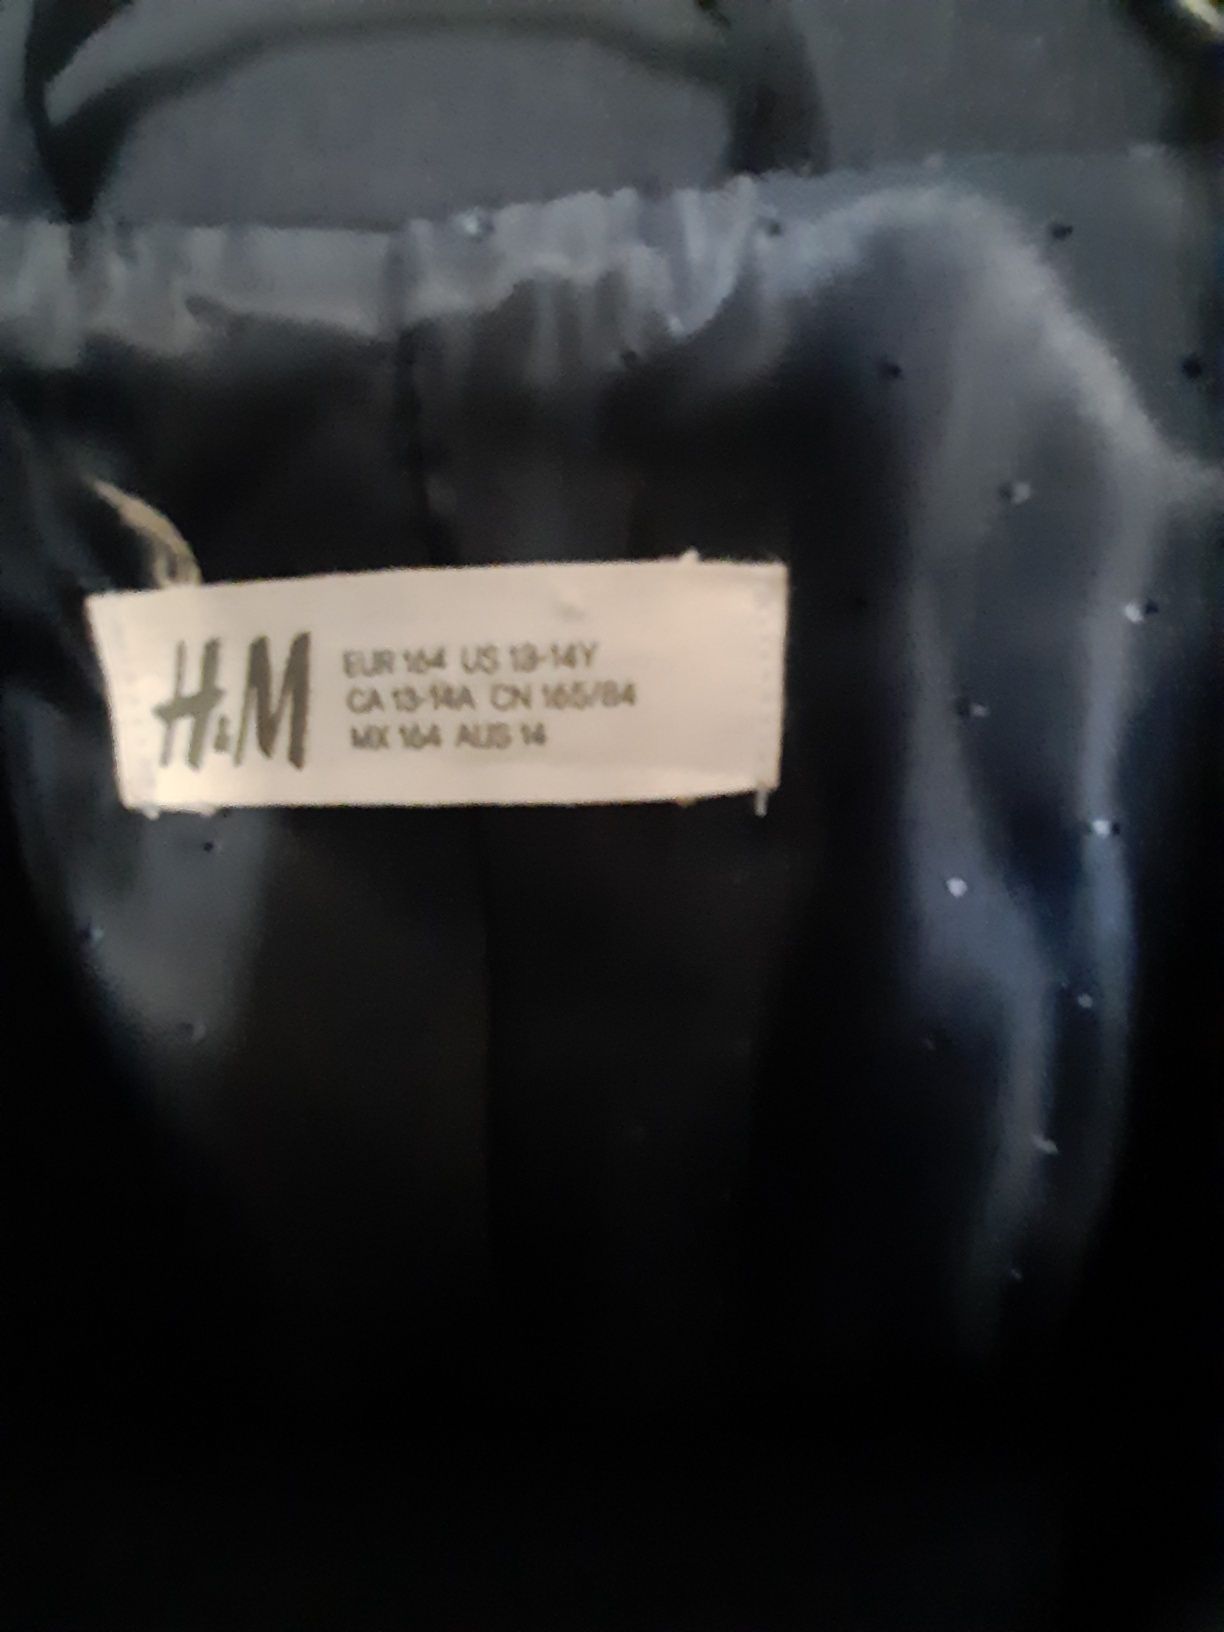 H&M
EUR 164 US 13-14Y
CA 13-14A CN 165/84
MX 164 AUS 14